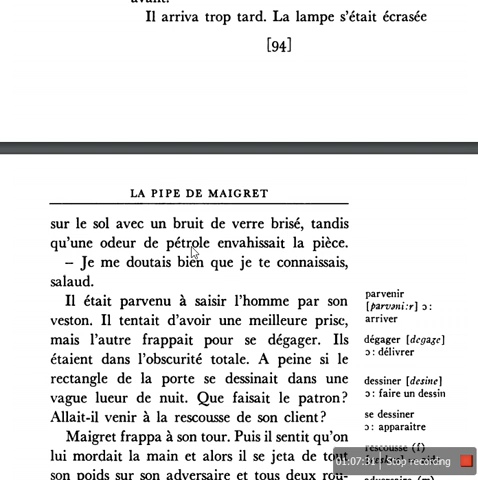 avant.
Il arriva trop tard. La lampe s'était écrasée
[94]
LA PIPE DE MAIGRET
sur le sol avec un bruit de verre brisé, tandis
qu'une odeur de pétrole envahissait la pièce.
– Je me doutais bien que je te connaissais,
salaud.
Il était parvenu à saisir l'homme par son
veston. Il tentait d'avoir une meilleure prise,
mais l'autre frappait pour se dégager. Ils
étaient dans l'obscurité totale. A peine si le
rectangle de la porte se dessinait dans une
vague lueur de nuit. Que faisait le patron?
Allait-il venir à la rescousse de son client?
Maigret frappa à son tour. Puis il sentit qu'on
lui mordait la main et alors il se jeta de tout
son poids sur son adversaire et tous deux rou-
parvenir
[parvəni:r] ɔ:
arriver
dégager [degaʒe]
ɔ: délivrer
dessiner [desine]
ɔ: faire un dessin
se dessiner
ɔ: apparaître
rescousse (f)
01:07:31 | Stop recording